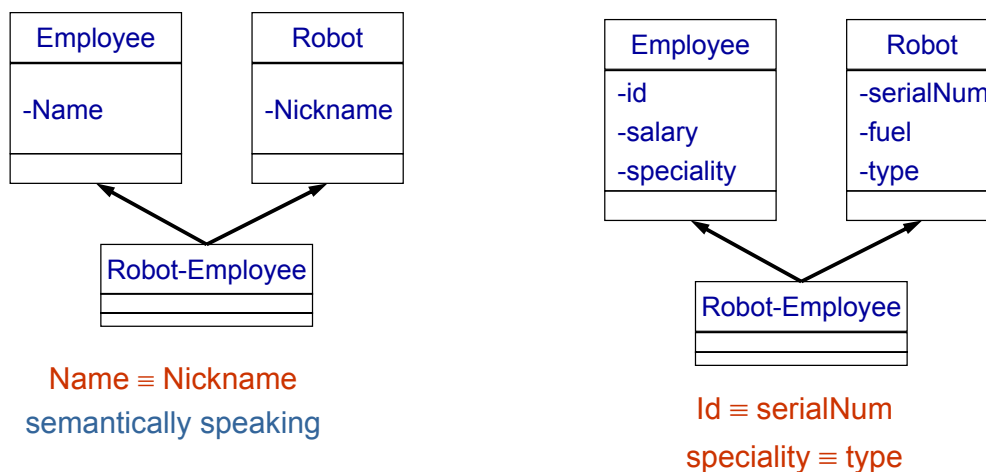 Employee
-Name
Robot
-Nickname
Robot-Employee
Name ≡ Nickname
semantically speaking
Employee
-id
-salary
-speciality
Robot
-serialNum
-fuel
-type
Robot-Employee
Id ≡ serialNum
speciality ≡ type